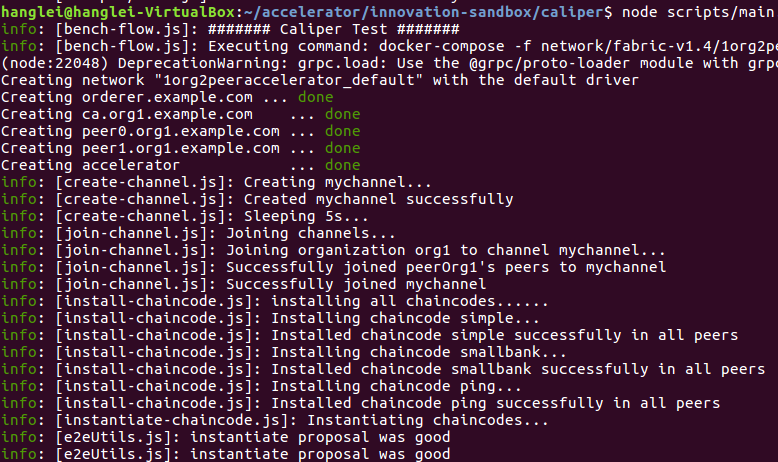 hanglei@hanglei-VirtualBox:~/accelerator/innovation-sandbox/caliper$ node scripts/main
info: [bench-flow.js]: ####### Caliper Test #######
info: [bench-flow.js]: Executing command: docker-compose -f network/fabric-v1.4/1org2pe
(node:22048) DeprecationWarning: grpc.load: Use the @grpc/proto-loader module with grpc
Creating network "1org2peeraccelerator_default" with the default driver
Creating orderer.example.com ... done
Creating ca.org1.example.com ... done
Creating peer0.org1.example.com ... done
Creating peer1.org1.example.com ... done
Creating accelerator ... done
info: [create-channel.js]: Creating mychannel...
info: [create-channel.js]: Created mychannel successfully
info: [create-channel.js]: Sleeping 5s...
info: [join-channel.js]: Joining channels...
info: [join-channel.js]: Joining organization org1 to channel mychannel...
info: [join-channel.js]: Successfully joined peerOrg1's peers to mychannel
info: [join-channel.js]: Successfully joined mychannel
info: [install-chaincode.js]: installing all chaincodes......
info: [install-chaincode.js]: Installing chaincode simple...
info: [install-chaincode.js]: Installed chaincode simple successfully in all peers
info: [install-chaincode.js]: Installing chaincode smallbank...
info: [install-chaincode.js]: Installed chaincode smallbank successfully in all peers
info: [install-chaincode.js]: Installing chaincode ping...
info: [install-chaincode.js]: Installed chaincode ping successfully in all peers
info: [instantiate-chaincode.js]: Instantiating chaincodes...
info: [e2eUtils.js]: instantiate proposal was good
info: [e2eUtils.js]: instantiate proposal was good